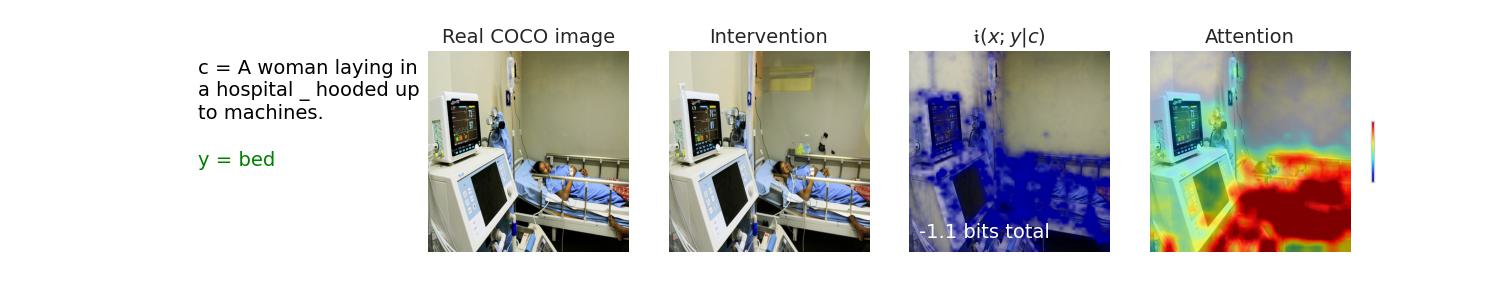 Real COCO image
Intervention
𝔦(x; y|c)
Attention
c = A woman laying in
a hospital _ hooded up
to machines.
y = bed
-1.1 bits total